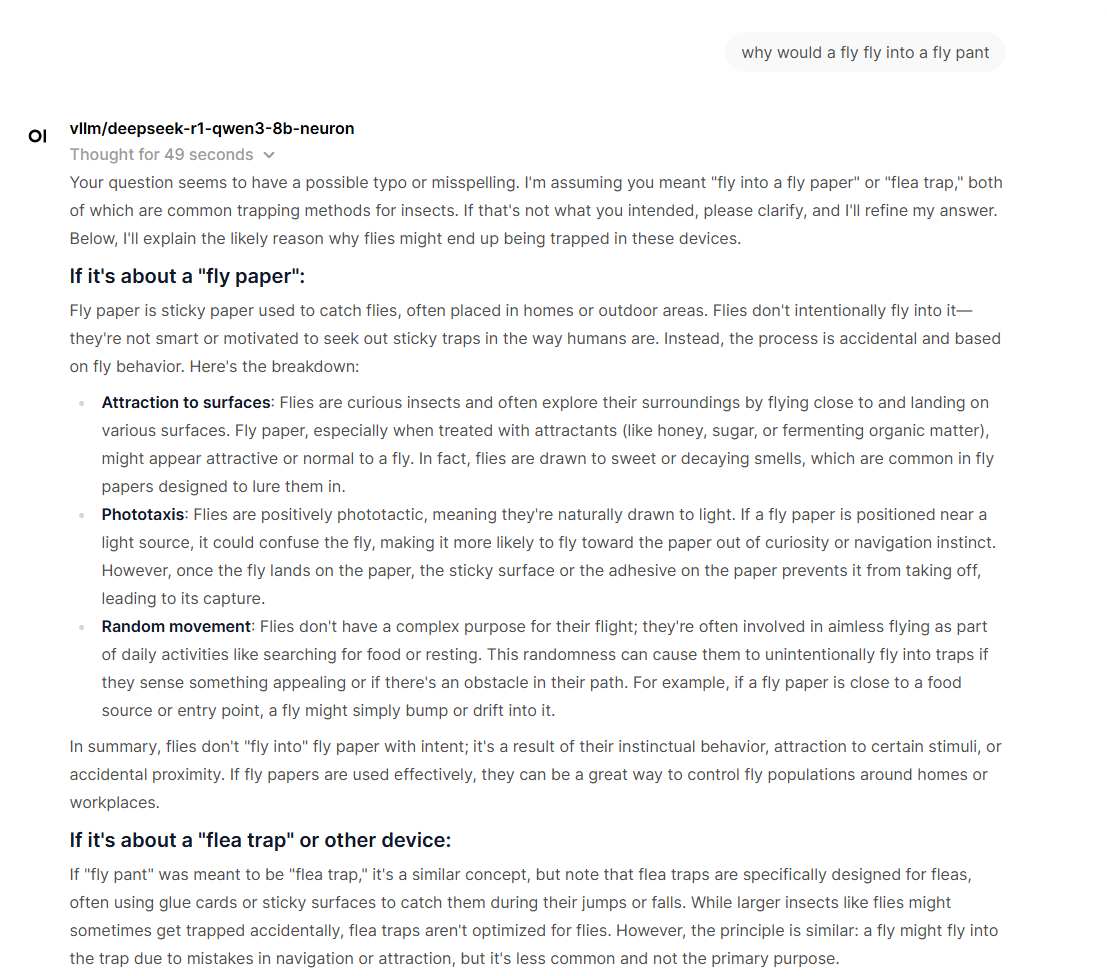 why would a fly fly into a fly pant
OI
vllm/deepseek-r1-qwen3-8b-neuron
Thought for 49 seconds
Your question seems to have a possible typo or misspelling. I'm assuming you meant "fly into a fly paper" or "flea trap," both
of which are common trapping methods for insects. If that's not what you intended, please clarify, and I'll refine my answer.
Below, I'll explain the likely reason why flies might end up being trapped in these devices.
If it's about a "fly paper":
Fly paper is sticky paper used to catch flies, often placed in homes or outdoor areas. Flies don't intentionally fly into it—
they're not smart or motivated to seek out sticky traps in the way humans are. Instead, the process is accidental and based
on fly behavior. Here's the breakdown:
• Attraction to surfaces: Flies are curious insects and often explore their surroundings by flying close to and landing on
various surfaces. Fly paper, especially when treated with attractants (like honey, sugar, or fermenting organic matter),
might appear attractive or normal to a fly. In fact, flies are drawn to sweet or decaying smells, which are common in fly
papers designed to lure them in.
• Phototaxis: Flies are positively phototactic, meaning they're naturally drawn to light. If a fly paper is positioned near a
light source, it could confuse the fly, making it more likely to fly toward the paper out of curiosity or navigation instinct.
However, once the fly lands on the paper, the sticky surface or the adhesive on the paper prevents it from taking off,
leading to its capture.
• Random movement: Flies don't have a complex purpose for their flight; they're often involved in aimless flying as part
of daily activities like searching for food or resting. This randomness can cause them to unintentionally fly into traps if
they sense something appealing or if there's an obstacle in their path. For example, if a fly paper is close to a food
source or entry point, a fly might simply bump or drift into it.
In summary, flies don't "fly into" fly paper with intent; it's a result of their instinctual behavior, attraction to certain stimuli, or
accidental proximity. If fly papers are used effectively, they can be a great way to control fly populations around homes or
workplaces.
If it's about a "flea trap" or other device:
If "fly pant" was meant to be "flea trap," it's a similar concept, but note that flea traps are specifically designed for fleas,
often using glue cards or sticky surfaces to catch them during their jumps or falls. While larger insects like flies might
sometimes get trapped accidentally, flea traps aren't optimized for flies. However, the principle is similar: a fly might fly into
the trap due to mistakes in navigation or attraction, but it's less common and not the primary purpose.